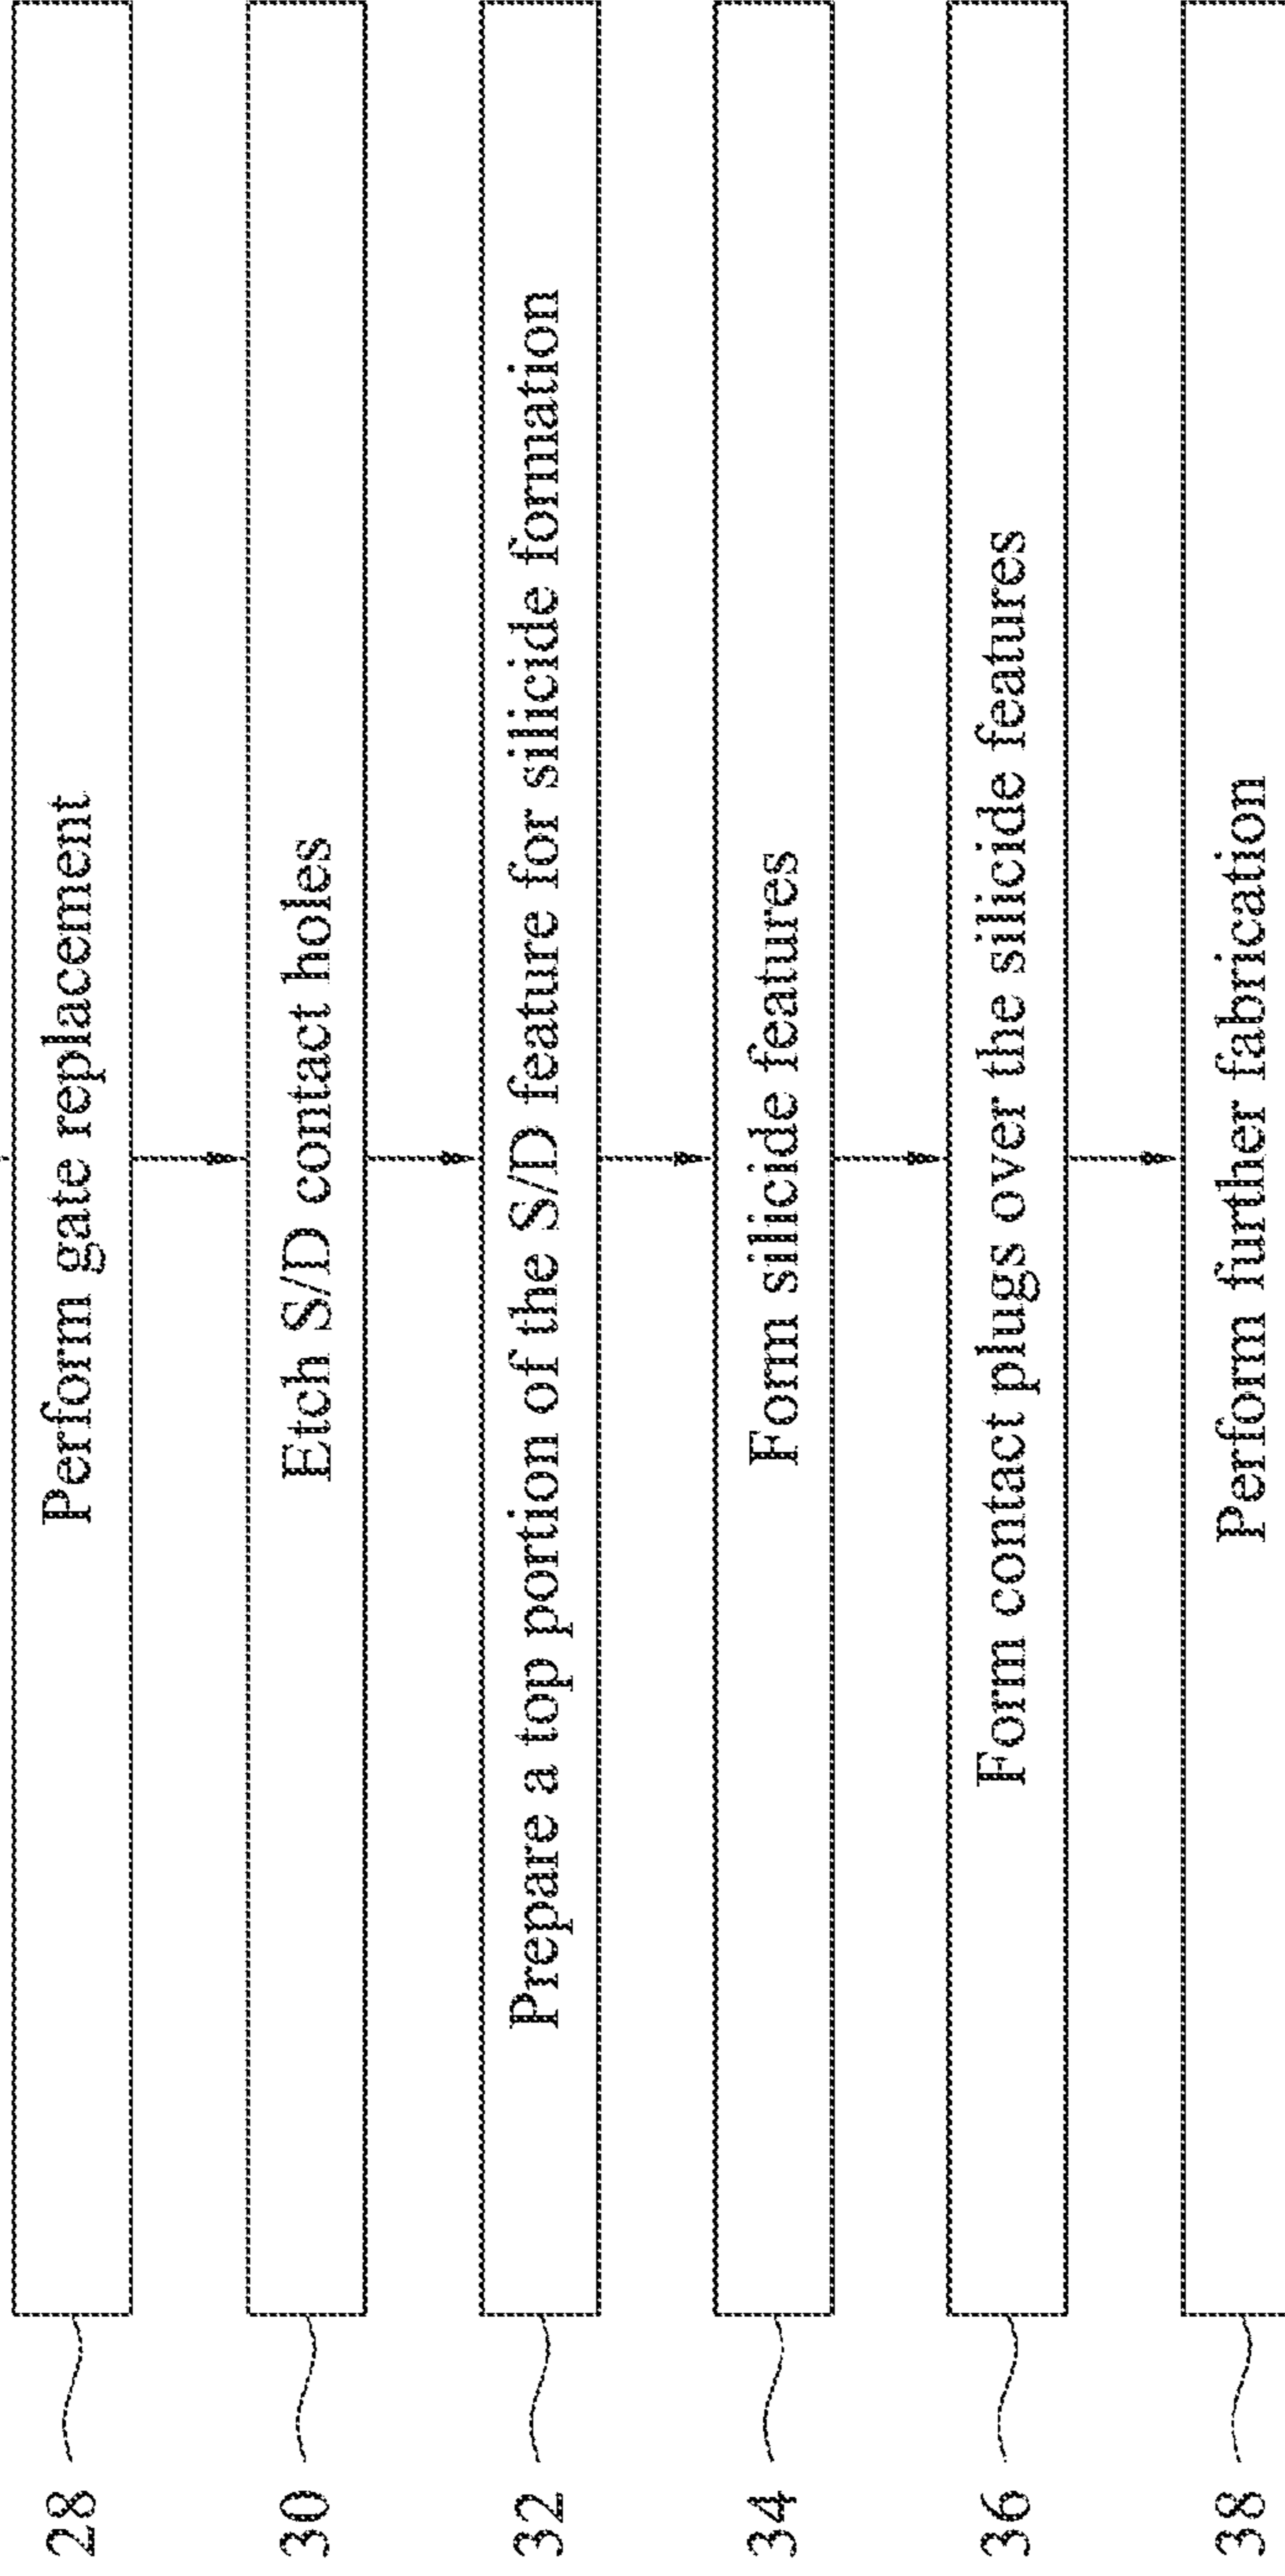 28 Perform gate replacement
30 Etch S/D contact holes
32 Prepare a top portion of the S/D feature for silicide formation
34 Form silicide features
36 Form contact plugs over the silicide features
38 Perform further fabrication